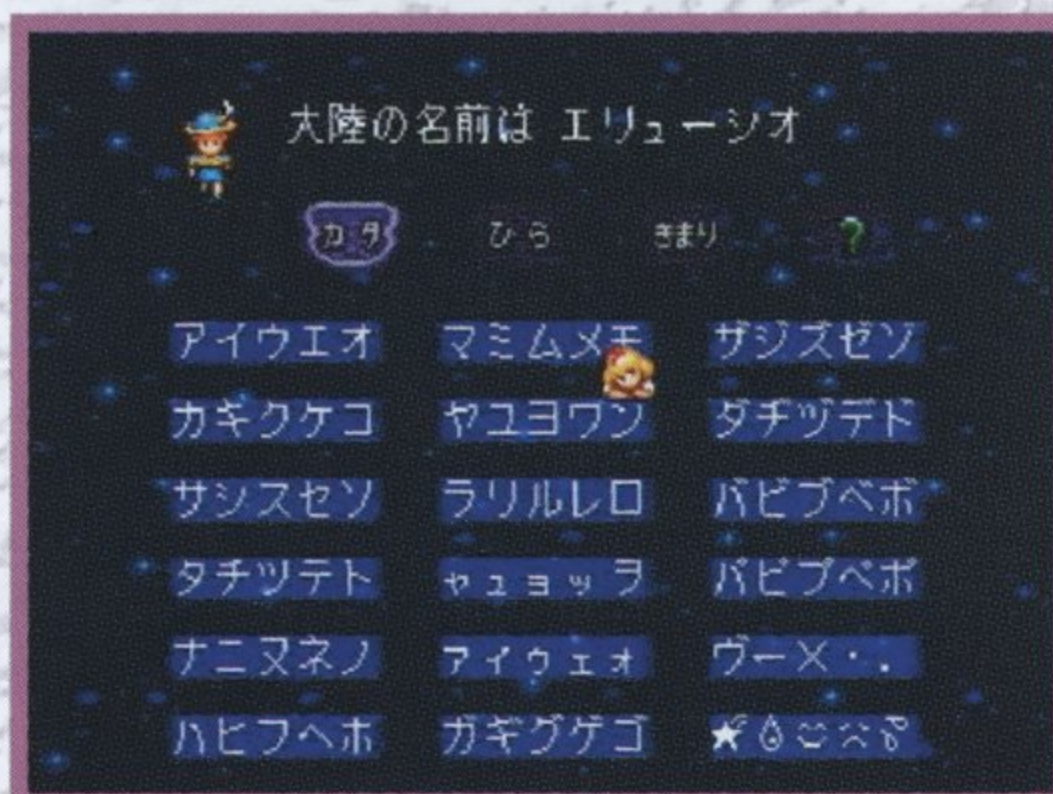 大陸の名前は エリューシオ
カタ ひら きまり ?
アイウエオ マミムメモ ザジズゼゾ
カキクケコ ヤユヨワン ダヂヅデド
サシスセソ ラリルレロ バビブベボ
タチツテト ャュョッヲ パピプペポ
ナニヌネノ ァィゥェォ ヴー×・.
ハヒフヘホ ガギグゲゴ ★